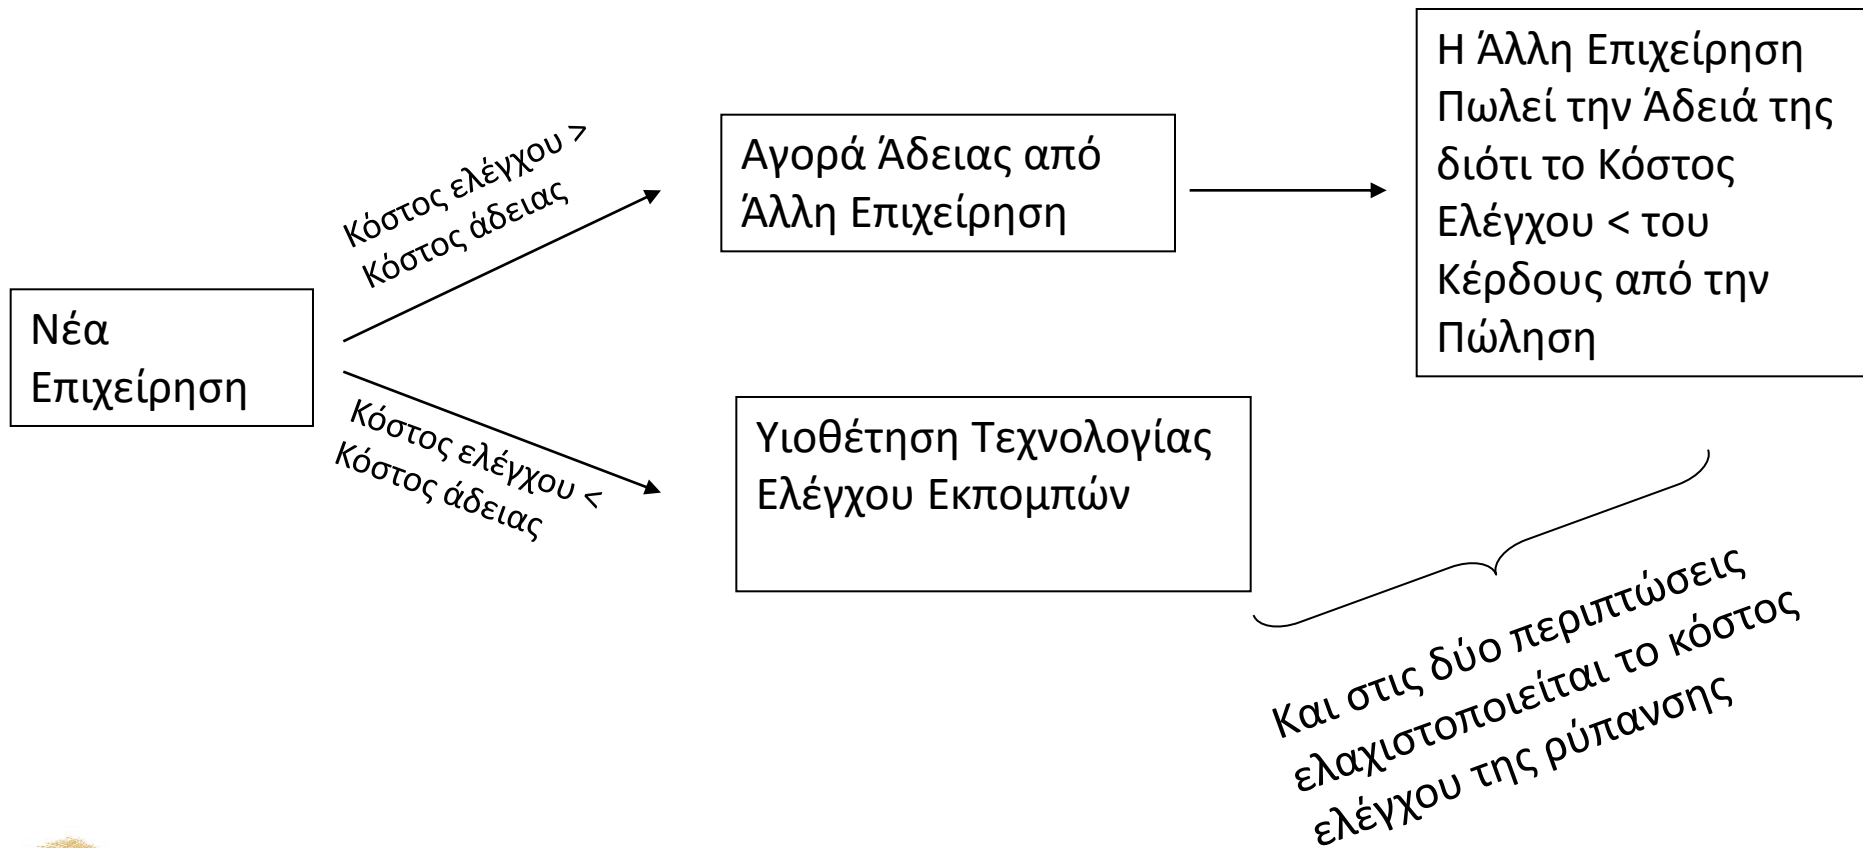 Νέα
Επιχείρηση
Κόστος ελέγχου >
Κόστος άδειας
Αγορά Άδειας από
Άλλη Επιχείρηση
Η Άλλη Επιχείρηση
Πωλεί την Άδειά της
διότι το Κόστος
Ελέγχου < του
Κέρδους από την
Πώληση
Κόστος ελέγχου <
Κόστος άδειας
Υιοθέτηση Τεχνολογίας
Ελέγχου Εκπομπών
Και στις δύο περιπτώσεις
ελαχιστοποιείται το κόστος
ελέγχου της ρύπανσης